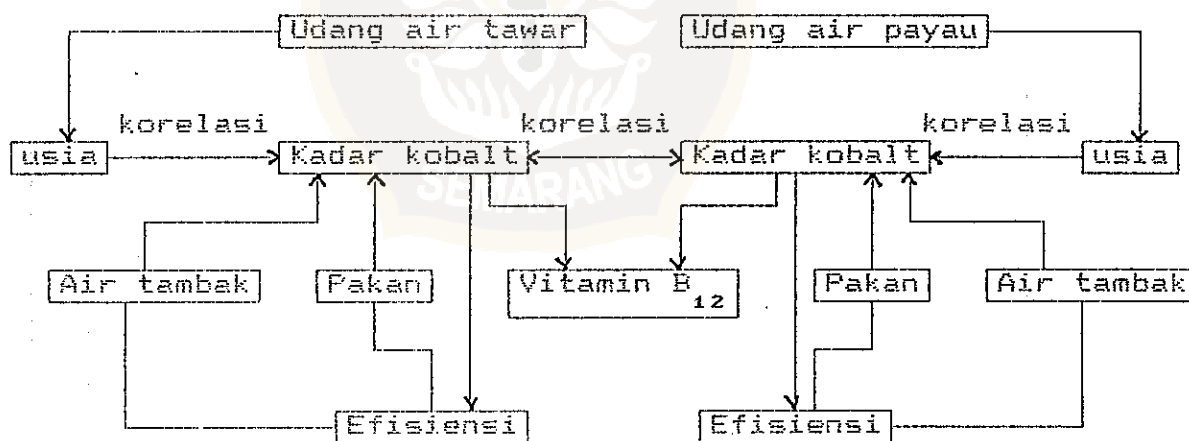 Udang air tawar Udang air payau
korelasi korelasi korelasi
usia Kadar kobalt Kadar kobalt usia
SEMARANG
Air tambak Pakan Vitamin B12 Pakan Air tambak
Efisiensi Efisiensi